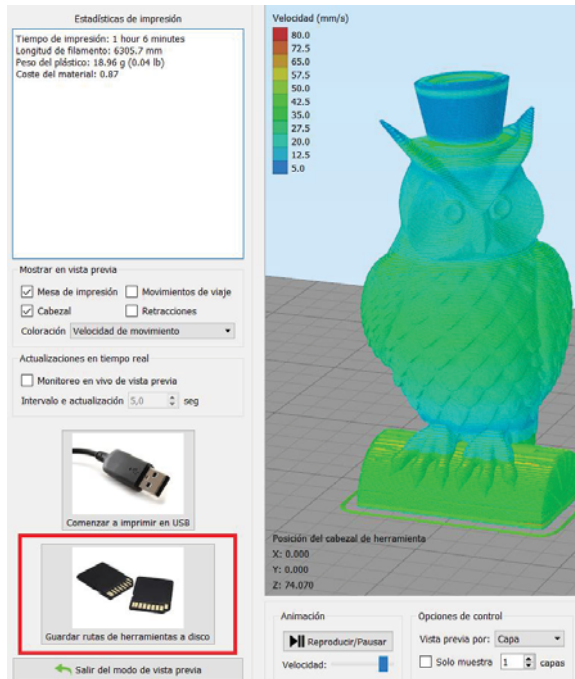 Estadísticas de impresión
Tiempo de impresión: 1 hour 6 minutes
Longitud de filamento: 6305.7 mm
Peso del plástico: 18.96 g (0.04 lb)
Coste del material: 0.87
Mostrar en vista previa
Mesa de impresión
Movimientos de viaje
Cabezal
Retracciones
Coloración Velocidad de movimiento
Actualizaciones en tiempo real
Monitoreo en vivo de vista previa
Intervalo e actualización 5,0 seg
Comenzar a imprimir en USB
Guardar rutas de herramientas a disco
Salir del modo de vista previa
Velocidad (mm/s)
80.0
72.5
65.0
57.5
50.0
42.5
35.0
27.5
20.0
12.5
5.0
Posición del cabezal de herramienta
X: 0.000
Y: 0.000
Z: 74.070
Animación
Reproducir/Pausar
Velocidad:
Opciones de control
Vista previa por: Capa
Solo muestra 1 capas